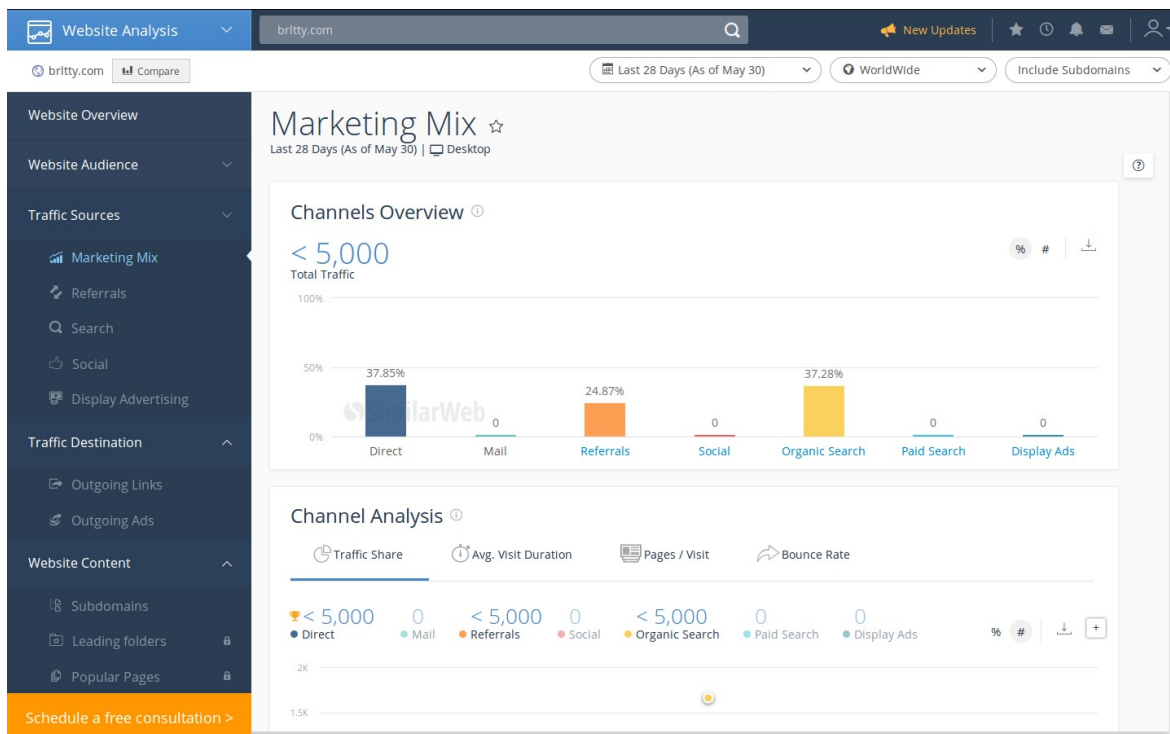 Website Analysis
brltty.com
New Updates
brltty.com
Compare
Last 28 Days (As of May 30)
WorldWide
Include Subdomains
Website Overview
Website Audience
Traffic Sources
Marketing Mix
Referrals
Search
Social
Display Advertising
Traffic Destination
Outgoing Links
Outgoing Ads
Website Content
Subdomains
Leading folders
Popular Pages
Schedule a free consultation >
Marketing Mix
Last 28 Days (As of May 30) | Desktop
Channels Overview
< 5,000
Total Traffic
% #
100%
50%
0%
37.85%
0
24.87%
0
37.28%
0
0
SimilarWeb
Direct Mail Referrals Social Organic Search Paid Search Display Ads
Channel Analysis
Traffic Share Avg. Visit Duration Pages / Visit Bounce Rate
< 5,000 0 < 5,000 0 < 5,000 0 0
Direct Mail Referrals Social Organic Search Paid Search Display Ads
% # +
2K
1.5K